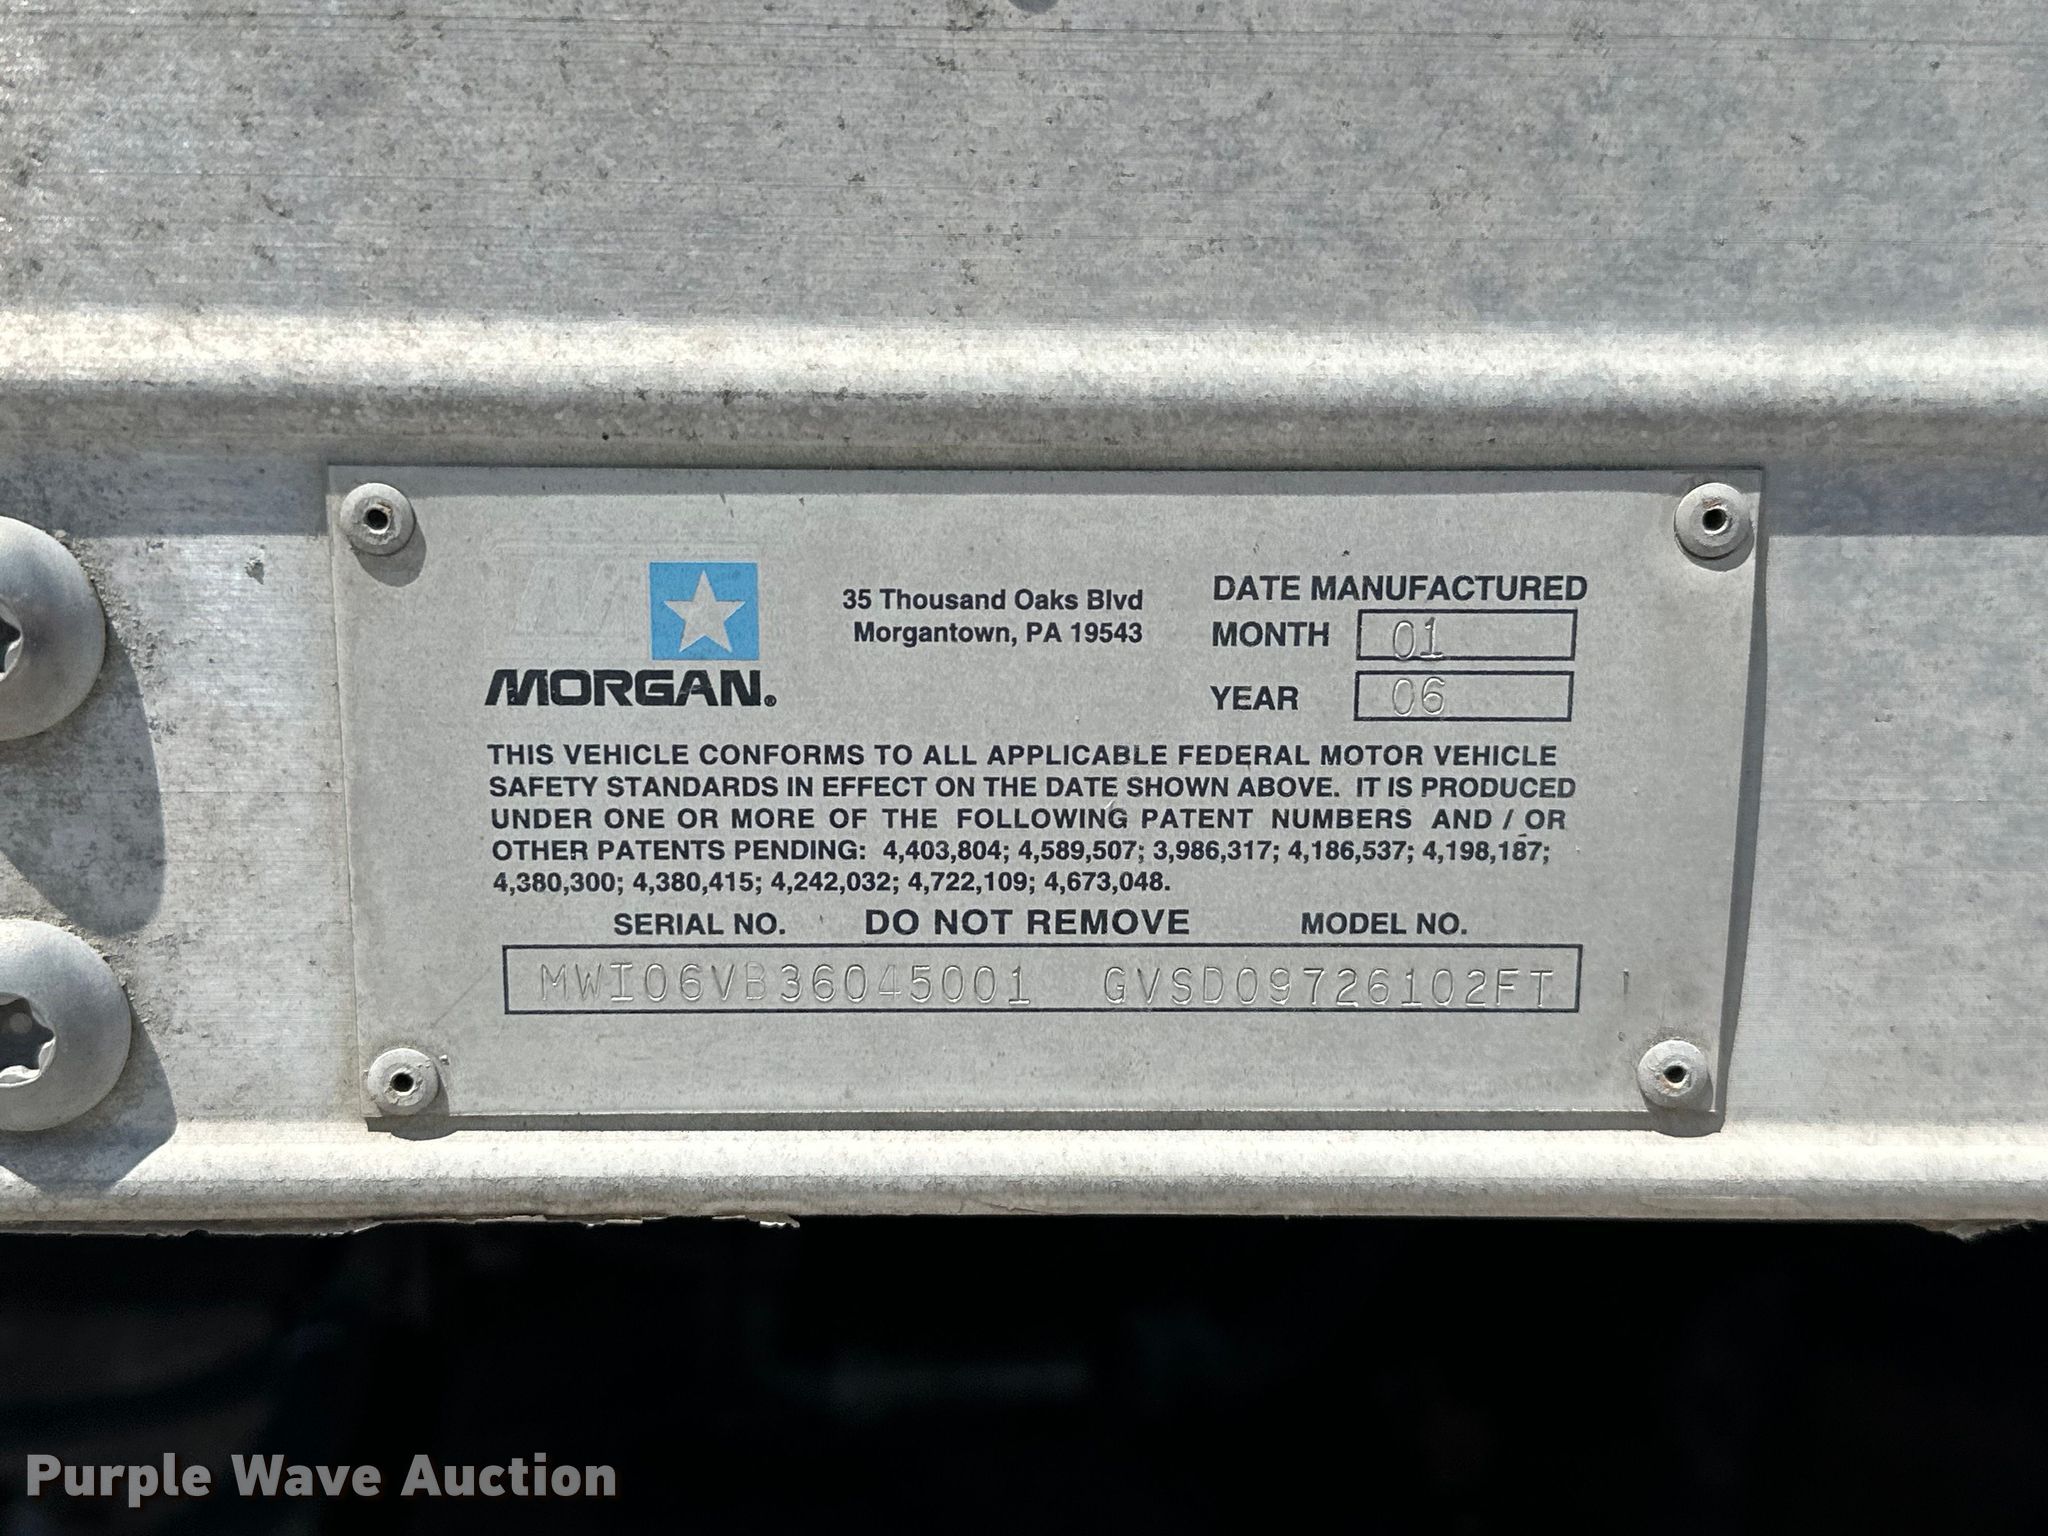 MORGAN®
35 Thousand Oaks Blvd
Morgantown, PA 19543
DATE MANUFACTURED
MONTH 01
YEAR 06
THIS VEHICLE CONFORMS TO ALL APPLICABLE FEDERAL MOTOR VEHICLE
SAFETY STANDARDS IN EFFECT ON THE DATE SHOWN ABOVE. IT IS PRODUCED
UNDER ONE OR MORE OF THE FOLLOWING PATENT NUMBERS AND / OR
OTHER PATENTS PENDING: 4,403,804; 4,589,507; 3,986,317; 4,186,537; 4,198,187;
4,380,300; 4,380,415; 4,242,032; 4,722,109; 4,673,048.
SERIAL NO. DO NOT REMOVE MODEL NO.
MWI06VB36045001 GVSD09726102FT
Purple Wave Auction